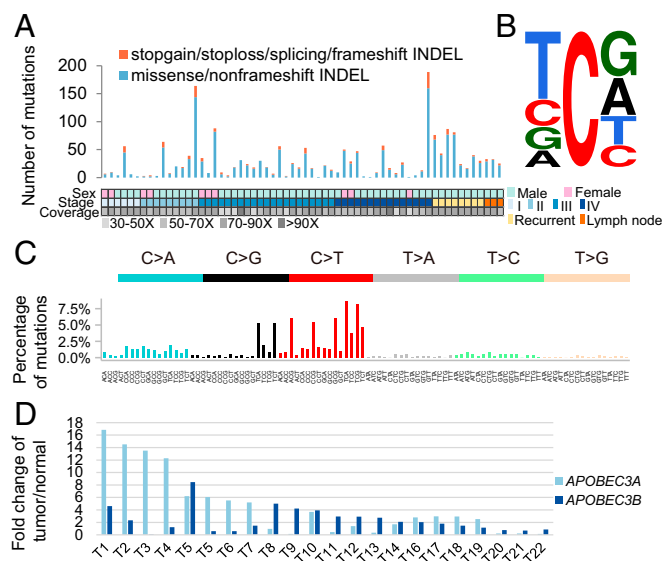 A
stopgain/stoploss/splicing/frameshift INDEL
missense/nonframeshift INDEL
Number of mutations
200
150
100
50
0
Sex
Stage
Coverage
30-50X 50-70X 70-90X >90X
B
T C G
C A
G T
A C
Male Female
I II III IV
Recurrent Lymph node
C
C>A C>G C>T T>A T>C T>G
Percentage of mutations
7.5%
5.0%
2.5%
0.0%
D
Fold change of tumor/normal
18
16
14
12
10
8
6
4
2
0
APOBEC3A
APOBEC3B
T1 T2 T3 T4 T5 T5 T6 T7 T8 T9 T10 T11 T12 T13 T14 T16 T17 T18 T19 T20 T21 T22